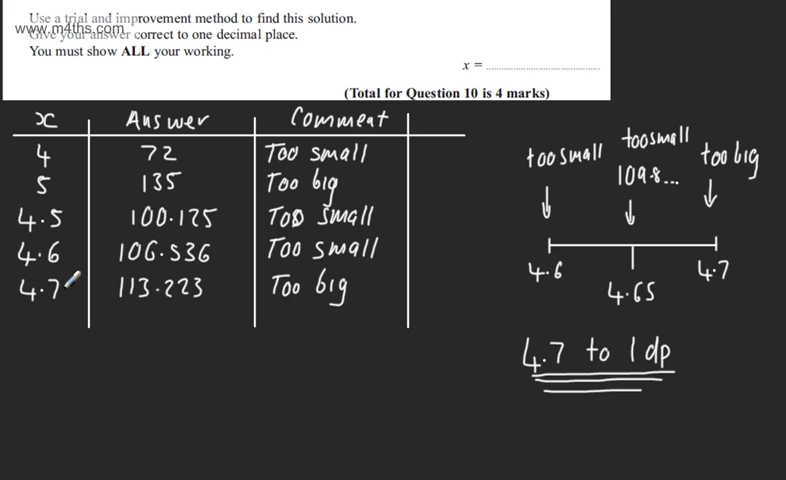 Use a trial and improvement method to find this solution.
www.m4ths.com
Give your answer correct to one decimal place.
You must show ALL your working.
x = ........................................
(Total for Question 10 is 4 marks)
x Answer Comment
4 72 Too small
5 135 Too big
4.5 100.125 Too small
4.6 106.536 Too small
4.7 113.223 Too big
too small too small too big
109.8...
4.6 4.65 4.7
4.7 to 1 dp